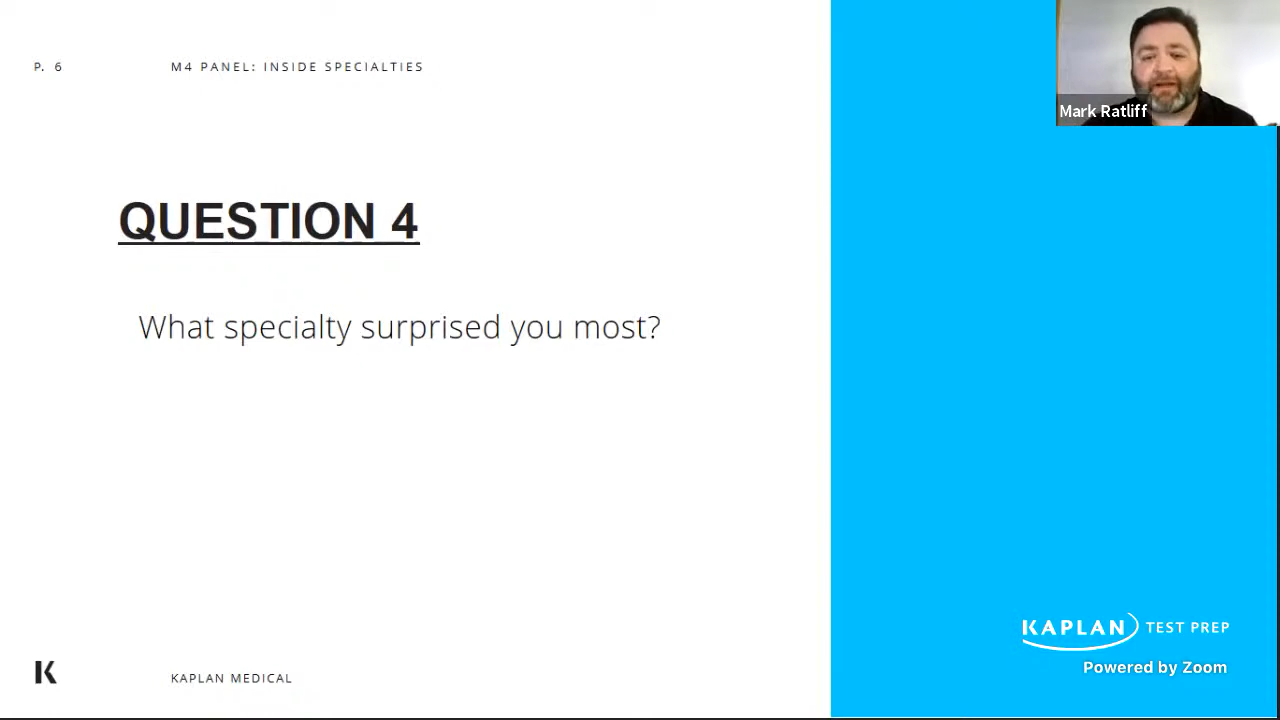 P. 6 M4 PANEL: INSIDE SPECIALTIES
Mark Ratliff
QUESTION 4
What specialty surprised you most?
KAPLAN TEST PREP
Powered by Zoom
K KAPLAN MEDICAL